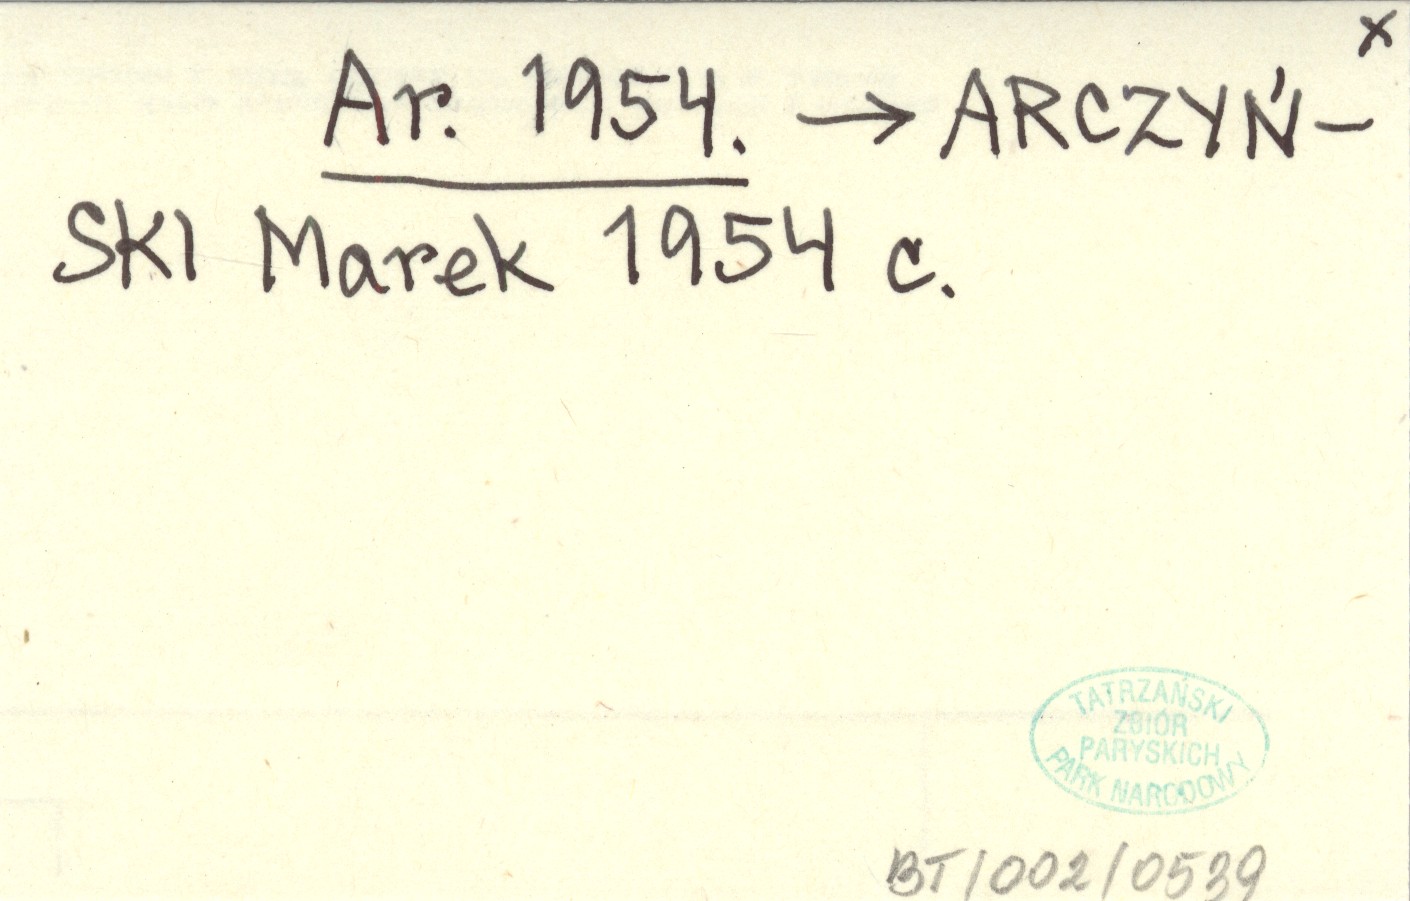 x
Ar. 1954. → ARCZYŃ-
SKI Marek 1954 c.
TATRZAŃSKI
ZBIÓR
PARYSKICH
PARK NARODOWY
BT/002/0539